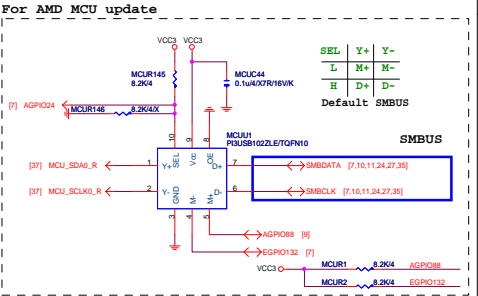 For AMD MCU update
VCC3 VCC3
MCUR145
8.2K/4
MCUC44
0.1u/4/X7R/16V/K
SEL Y+ Y-
L M+ M-
H D+ D-
Default SMBUS
[7] AGPIO24
MCUR146 8.2K/4/X
MCUU1
PI3USB102ZLE/TQFN10
SMBUS
10 9 8
SEL Vcc OE
[37] MCU_SDA0_R 1 Y+ D+ 7 SMBDATA [7,10,11,24,27,35]
[37] MCU_SCLK0_R 2 Y- D- 6 SMBCLK [7,10,11,24,27,35]
GND M- M+
3 4 5
AGPIO88 [9]
EGPIO132 [7]
VCC3 MCUR1 8.2K/4 AGPIO88
MCUR2 8.2K/4 EGPIO132